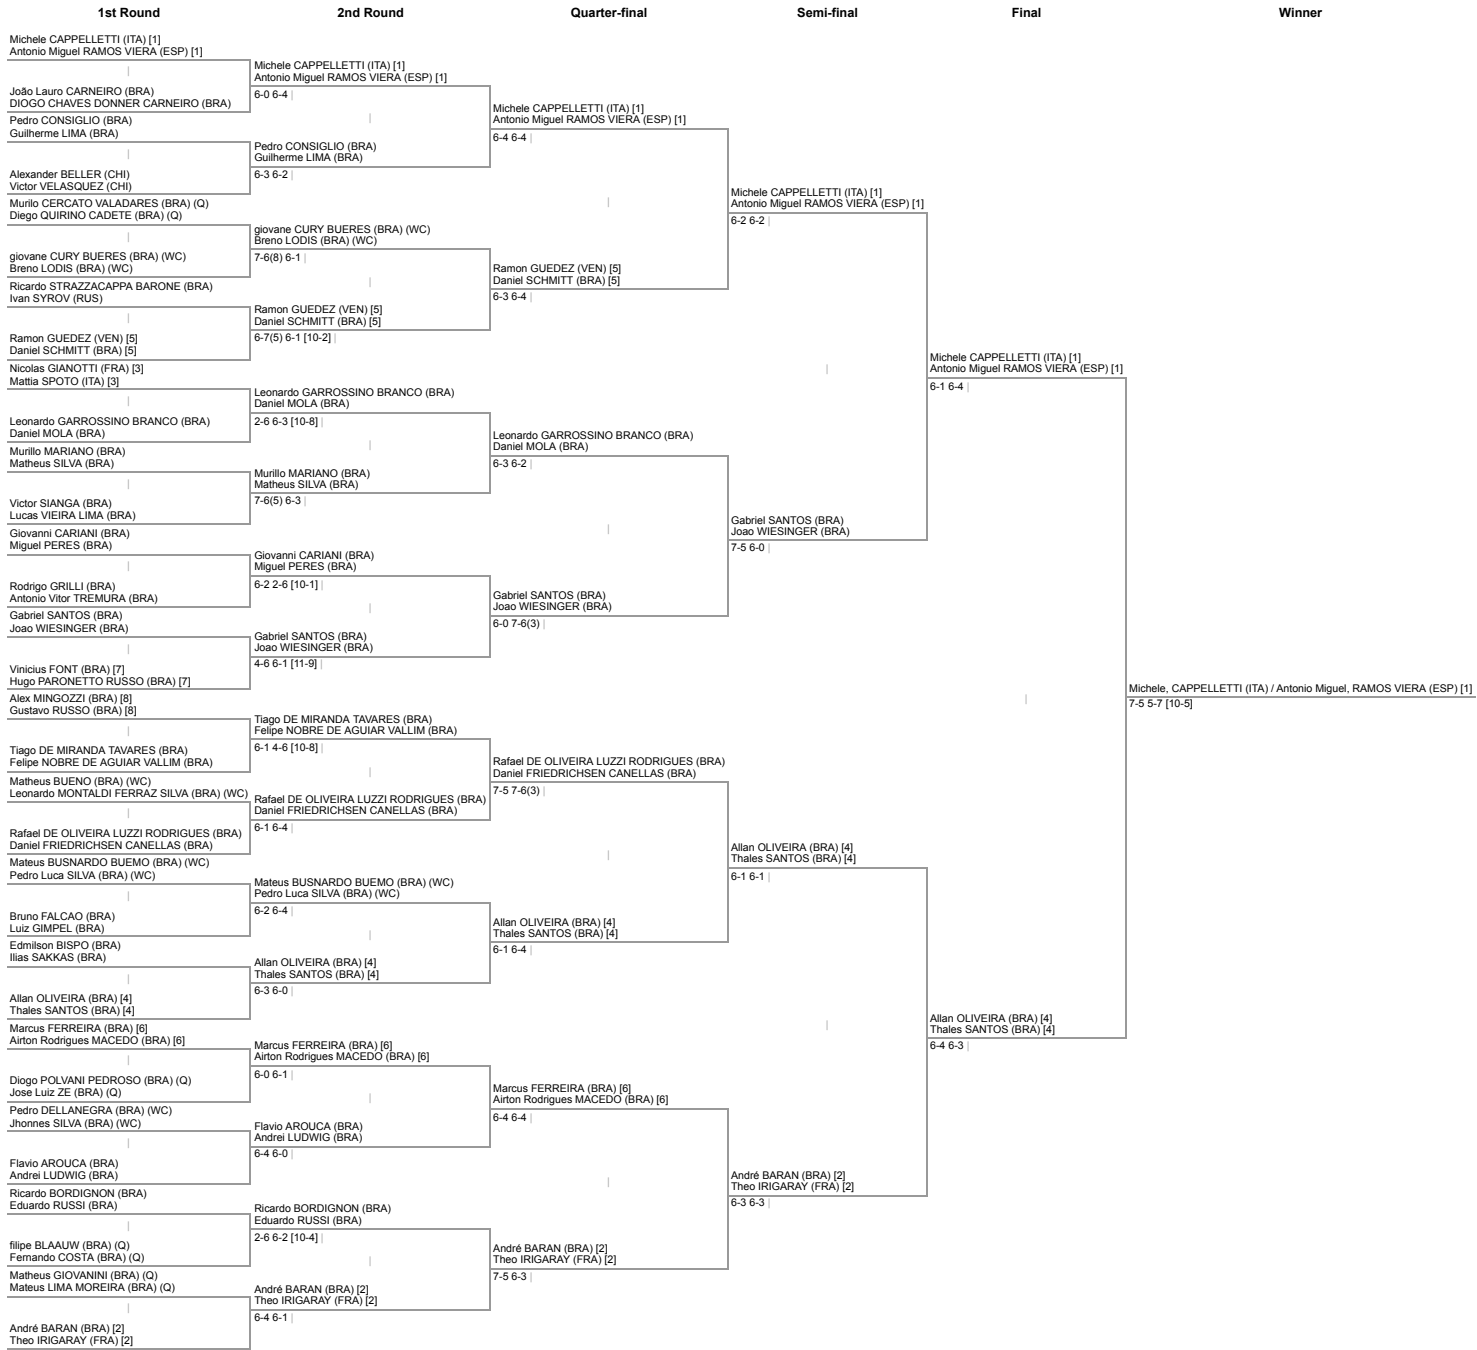 1st Round
2nd Round
Quarter-final
Semi-final
Final
Winner
Michele CAPPELLETTI (ITA) [1]
Antonio Miguel RAMOS VIERA (ESP) [1]
João Lauro CARNEIRO (BRA)
DIOGO CHAVES DONNER CARNEIRO (BRA)
Pedro CONSIGLIO (BRA)
Guilherme LIMA (BRA)
Alexander BELLER (CHI)
Victor VELASQUEZ (CHI)
Murilo CERCATO VALADARES (BRA) (Q)
Diego QUIRINO CADETE (BRA) (Q)
giovane CURY BUERES (BRA) (WC)
Breno LODIS (BRA) (WC)
Ricardo STRAZZACAPPA BARONE (BRA)
Ivan SYROV (RUS)
Ramon GUEDEZ (VEN) [5]
Daniel SCHMITT (BRA) [5]
Nicolas GIANOTTI (FRA) [3]
Mattia SPOTO (ITA) [3]
Leonardo GARROSSINO BRANCO (BRA)
Daniel MOLA (BRA)
Murillo MARIANO (BRA)
Matheus SILVA (BRA)
Victor SIANGA (BRA)
Lucas VIEIRA LIMA (BRA)
Giovanni CARIANI (BRA)
Miguel PERES (BRA)
Rodrigo GRILLI (BRA)
Antonio Vitor TREMURA (BRA)
Gabriel SANTOS (BRA)
Joao WIESINGER (BRA)
Vinicius FONT (BRA) [7]
Hugo PARONETTO RUSSO (BRA) [7]
Alex MINGOZZI (BRA) [8]
Gustavo RUSSO (BRA) [8]
Tiago DE MIRANDA TAVARES (BRA)
Felipe NOBRE DE AGUIAR VALLIM (BRA)
Matheus BUENO (BRA) (WC)
Leonardo MONTALDI FERRAZ SILVA (BRA) (WC)
Rafael DE OLIVEIRA LUZZI RODRIGUES (BRA)
Daniel FRIEDRICHSEN CANELLAS (BRA)
Mateus BUSNARDO BUEMO (BRA) (WC)
Pedro Luca SILVA (BRA) (WC)
Bruno FALCAO (BRA)
Luiz GIMPEL (BRA)
Edmilson BISPO (BRA)
Ilias SAKKAS (BRA)
Allan OLIVEIRA (BRA) [4]
Thales SANTOS (BRA) [4]
Marcus FERREIRA (BRA) [6]
Airton Rodrigues MACEDO (BRA) [6]
Diogo POLVANI PEDROSO (BRA) (Q)
Jose Luiz ZE (BRA) (Q)
Pedro DELLANEGRA (BRA) (WC)
Jhonnes SILVA (BRA) (WC)
Flavio AROUCA (BRA)
Andrei LUDWIG (BRA)
Ricardo BORDIGNON (BRA)
Eduardo RUSSI (BRA)
filipe BLAAUW (BRA) (Q)
Fernando COSTA (BRA) (Q)
Matheus GIOVANINI (BRA) (Q)
Mateus LIMA MOREIRA (BRA) (Q)
André BARAN (BRA) [2]
Theo IRIGARAY (FRA) [2]
Michele CAPPELLETTI (ITA) [1]
Antonio Miguel RAMOS VIERA (ESP) [1]
6-0 6-4
Pedro CONSIGLIO (BRA)
Guilherme LIMA (BRA)
6-3 6-2
giovane CURY BUERES (BRA) (WC)
Breno LODIS (BRA) (WC)
7-6(8) 6-1
Ramon GUEDEZ (VEN) [5]
Daniel SCHMITT (BRA) [5]
6-7(5) 6-1 [10-2]
Leonardo GARROSSINO BRANCO (BRA)
Daniel MOLA (BRA)
2-6 6-3 [10-8]
Murillo MARIANO (BRA)
Matheus SILVA (BRA)
7-6(5) 6-3
Giovanni CARIANI (BRA)
Miguel PERES (BRA)
6-2 2-6 [10-1]
Gabriel SANTOS (BRA)
Joao WIESINGER (BRA)
4-6 6-1 [11-9]
Tiago DE MIRANDA TAVARES (BRA)
Felipe NOBRE DE AGUIAR VALLIM (BRA)
6-1 4-6 [10-8]
Rafael DE OLIVEIRA LUZZI RODRIGUES (BRA)
Daniel FRIEDRICHSEN CANELLAS (BRA)
6-1 6-4
Mateus BUSNARDO BUEMO (BRA) (WC)
Pedro Luca SILVA (BRA) (WC)
6-2 6-4
Allan OLIVEIRA (BRA) [4]
Thales SANTOS (BRA) [4]
6-3 6-0
Marcus FERREIRA (BRA) [6]
Airton Rodrigues MACEDO (BRA) [6]
6-0 6-1
Flavio AROUCA (BRA)
Andrei LUDWIG (BRA)
6-4 6-0
Ricardo BORDIGNON (BRA)
Eduardo RUSSI (BRA)
2-6 6-2 [10-4]
André BARAN (BRA) [2]
Theo IRIGARAY (FRA) [2]
6-4 6-1
Michele CAPPELLETTI (ITA) [1]
Antonio Miguel RAMOS VIERA (ESP) [1]
6-4 6-4
Ramon GUEDEZ (VEN) [5]
Daniel SCHMITT (BRA) [5]
6-3 6-4
Leonardo GARROSSINO BRANCO (BRA)
Daniel MOLA (BRA)
6-3 6-2
Gabriel SANTOS (BRA)
Joao WIESINGER (BRA)
6-0 7-6(3)
Rafael DE OLIVEIRA LUZZI RODRIGUES (BRA)
Daniel FRIEDRICHSEN CANELLAS (BRA)
7-5 7-6(3)
Allan OLIVEIRA (BRA) [4]
Thales SANTOS (BRA) [4]
6-1 6-4
Marcus FERREIRA (BRA) [6]
Airton Rodrigues MACEDO (BRA) [6]
6-4 6-4
André BARAN (BRA) [2]
Theo IRIGARAY (FRA) [2]
7-5 6-3
Michele CAPPELLETTI (ITA) [1]
Antonio Miguel RAMOS VIERA (ESP) [1]
6-2 6-2
Gabriel SANTOS (BRA)
Joao WIESINGER (BRA)
7-5 6-0
Allan OLIVEIRA (BRA) [4]
Thales SANTOS (BRA) [4]
6-1 6-1
André BARAN (BRA) [2]
Theo IRIGARAY (FRA) [2]
6-3 6-3
Michele CAPPELLETTI (ITA) [1]
Antonio Miguel RAMOS VIERA (ESP) [1]
6-1 6-4
Allan OLIVEIRA (BRA) [4]
Thales SANTOS (BRA) [4]
6-4 6-3
Michele, CAPPELLETTI (ITA) / Antonio Miguel, RAMOS VIERA (ESP) [1]
7-5 5-7 [10-5]